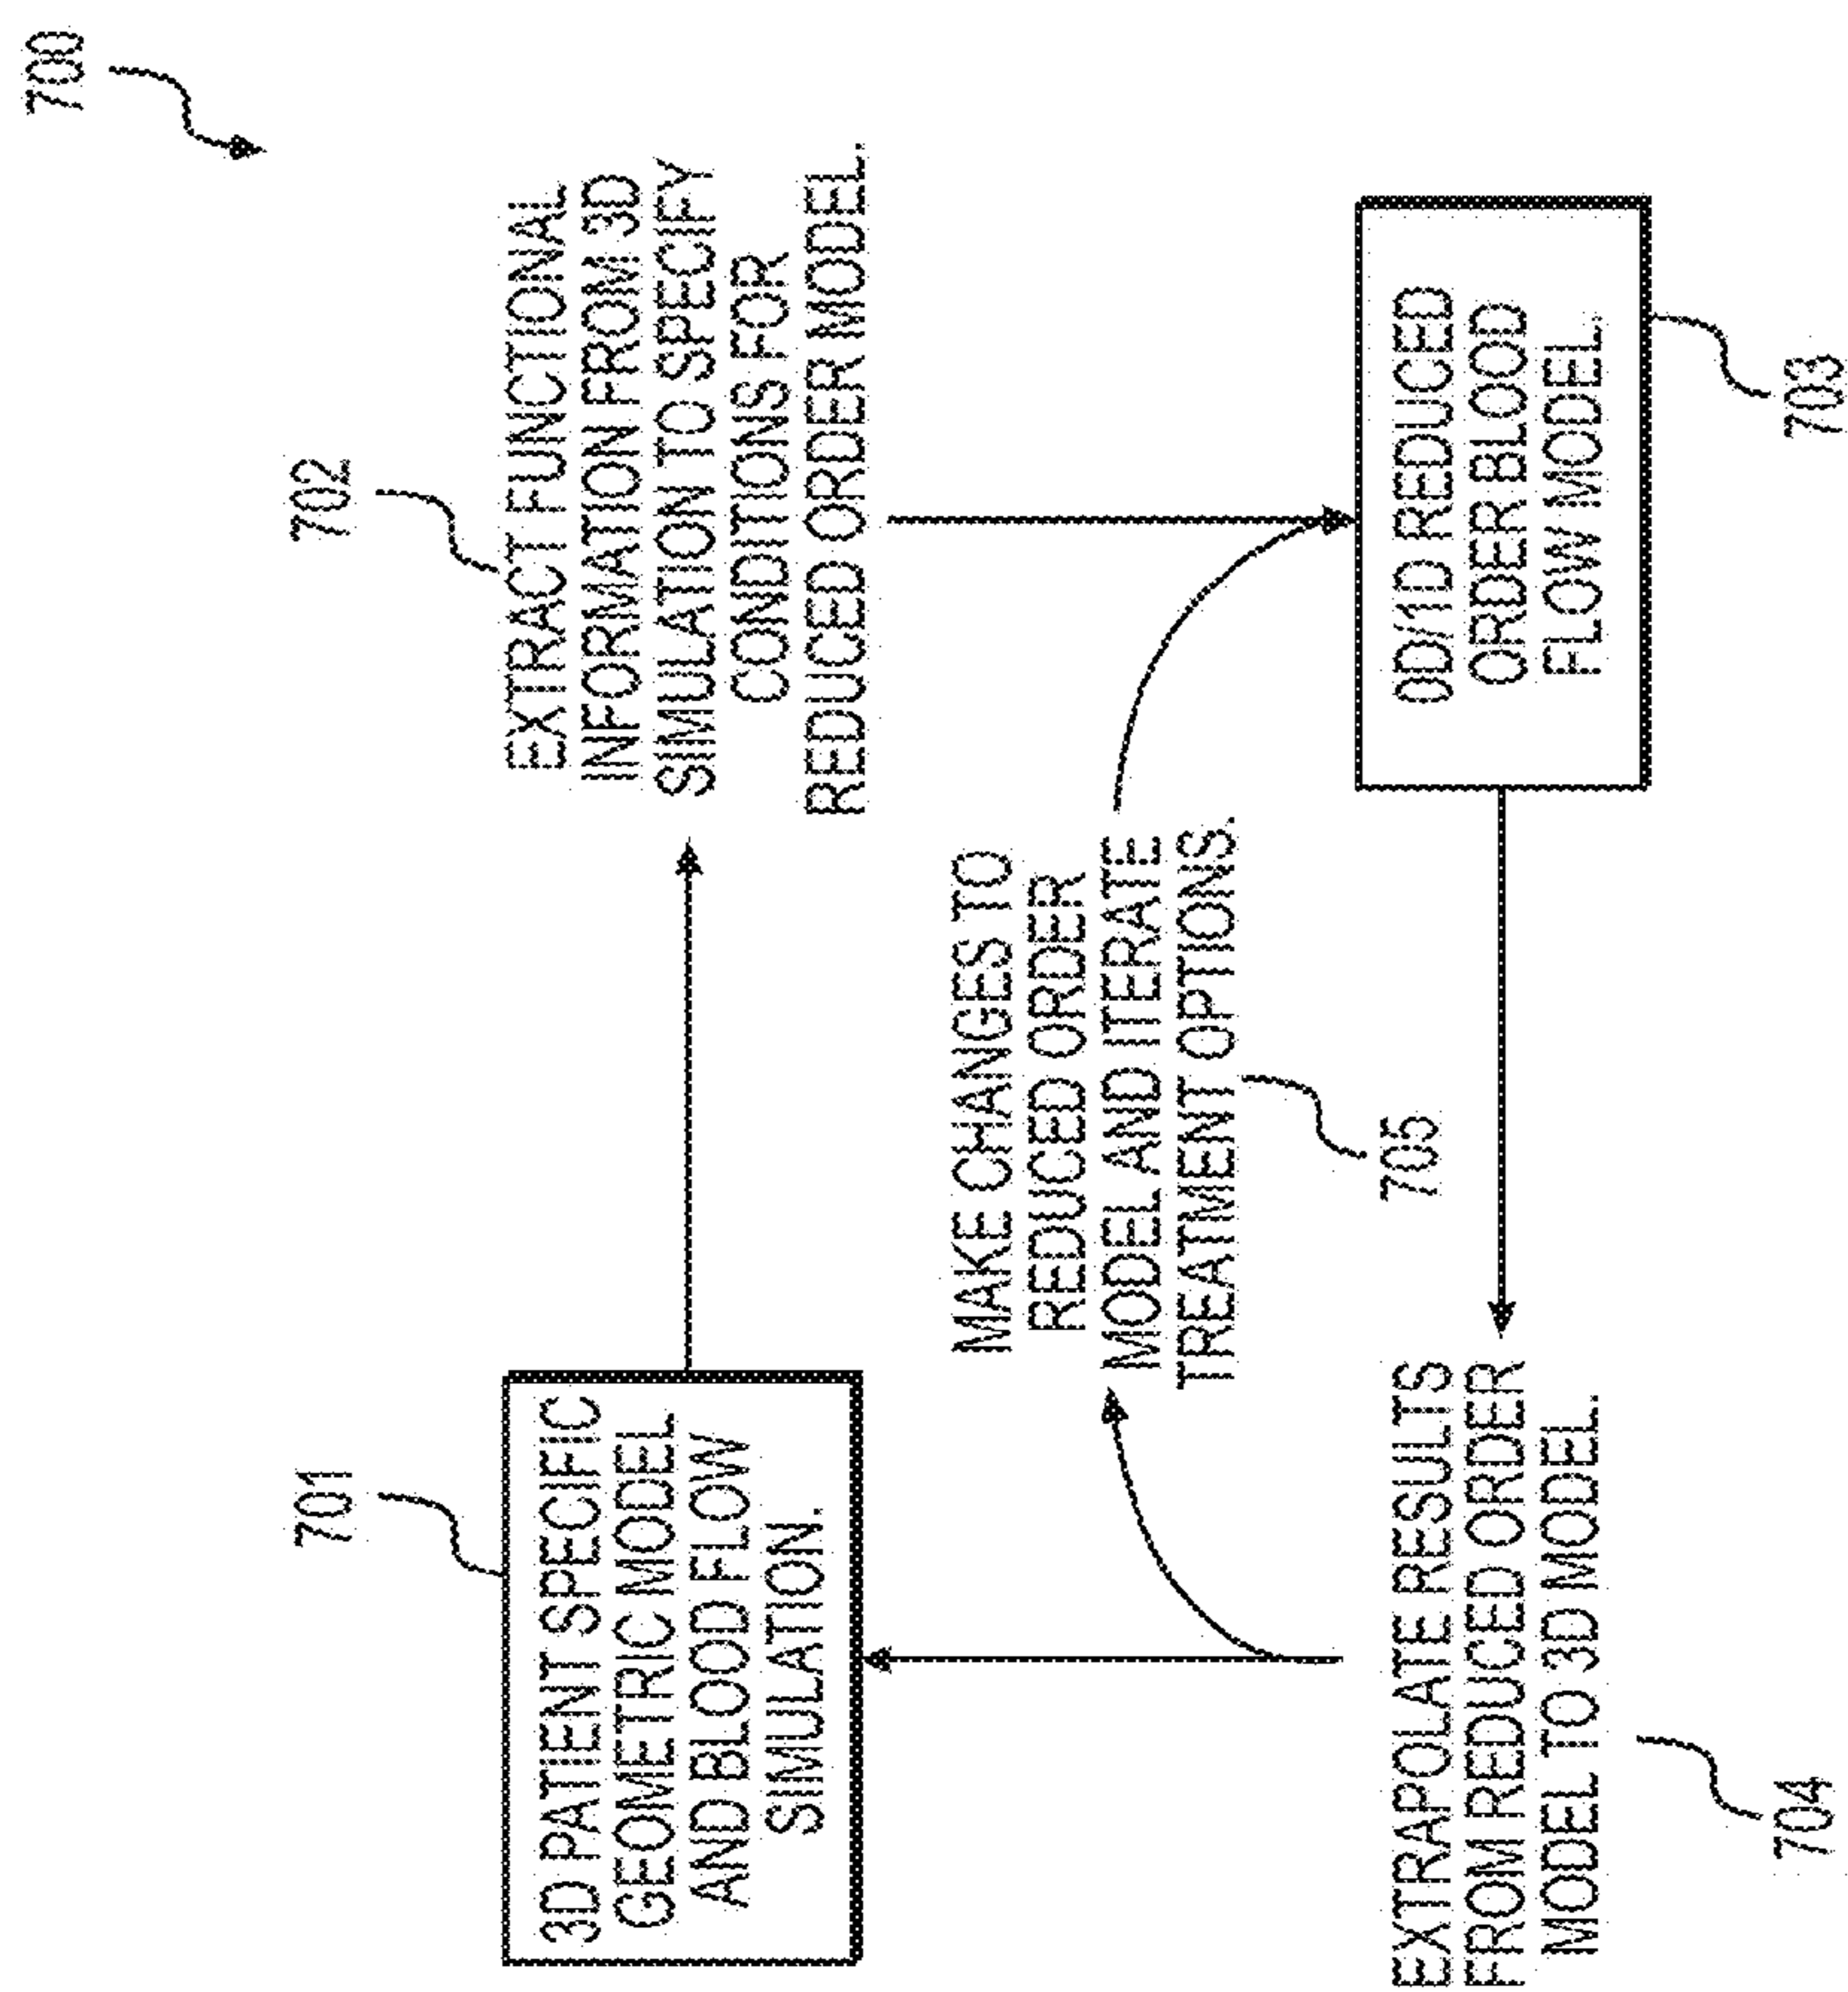 700
701
3D PATIENT SPECIFIC
GEOMETRIC MODEL
AND BLOOD FLOW
SIMULATION.
702
EXTRACT FUNCTIONAL
INFORMATION FROM 3D
SIMULATION TO SPECIFY
CONDITIONS FOR
REDUCED ORDER MODEL.
MAKE CHANGES TO
REDUCED ORDER
MODEL AND ITERATE
TREATMENT OPTIONS.
705
EXTRAPOLATE RESULTS
FROM REDUCED ORDER
MODEL TO 3D MODEL.
704
0D/1D REDUCED
ORDER BLOOD
FLOW MODEL.
703